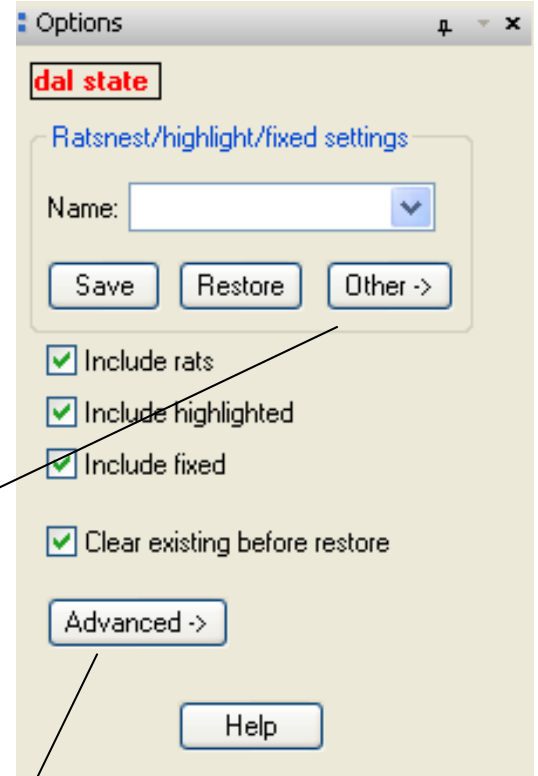 Options
dal state
Ratsnest/highlight/fixed settings
Name:
Save Restore Other ->
Include rats
Include highlighted
Include fixed
Clear existing before restore
Advanced ->
Help